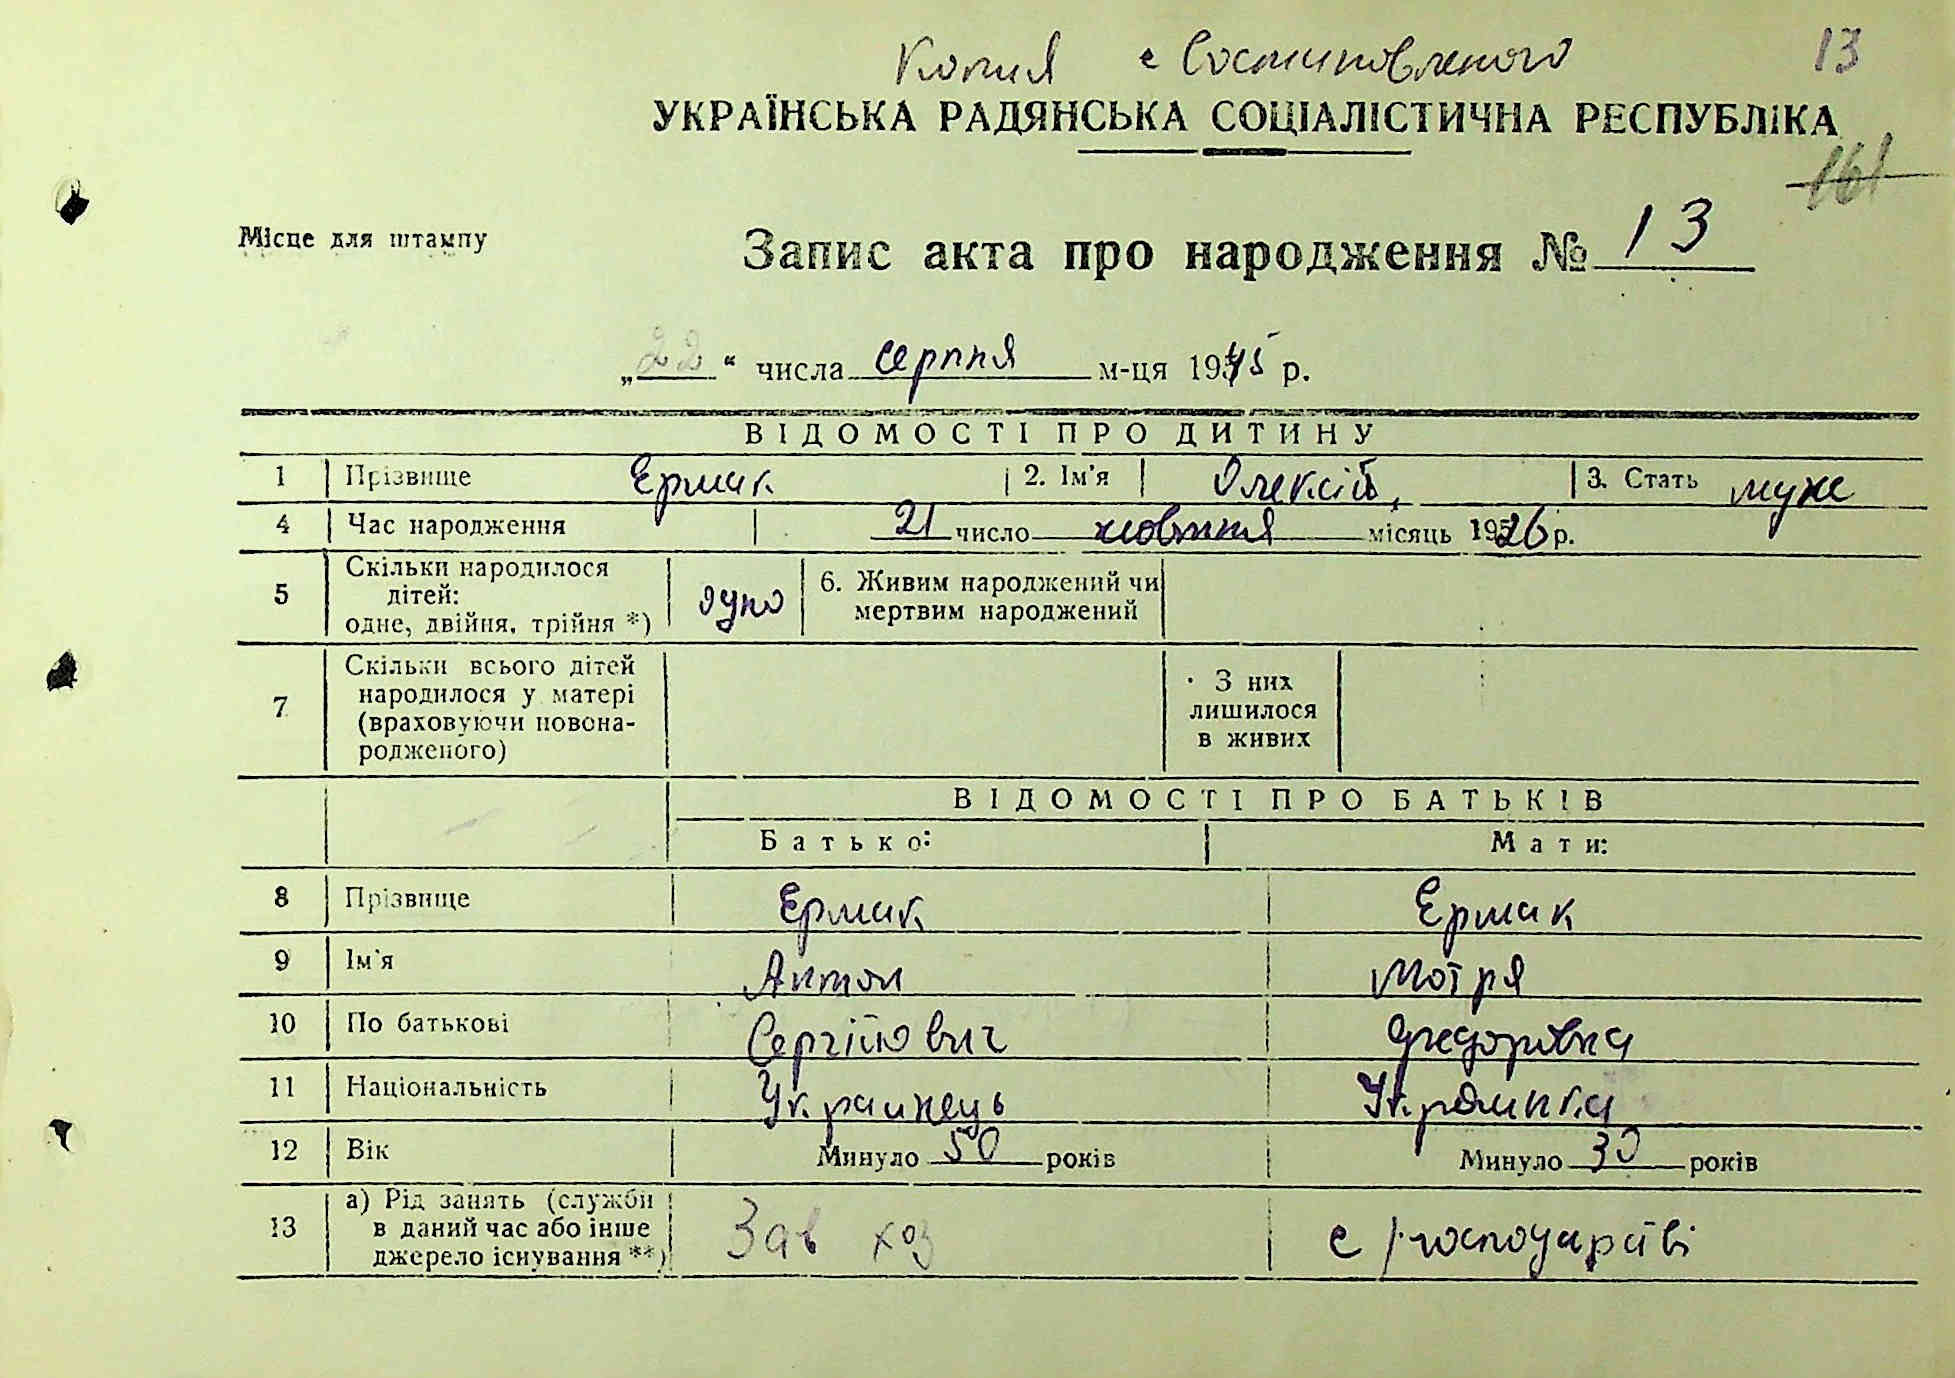 Копия с Состановленого 13
УКРАЇНСЬКА РАДЯНСЬКА СОЦІАЛІСТИЧНА РЕСПУБЛІКА
161
Місце для штампу
Запис акта про народження № 13
„22“ числа серпня м-ця 1945 р.
ВІДОМОСТІ ПРО ДИТИНУ
1 Прізвище Ермак 2. Ім'я Олексій, 3. Стать муж
4 Час народження 21 число жовтня місяць 1926 р.
5 Скільки народилося дітей: одне, двійня, трійня *) одно 6. Живим народжений чи мертвим народжений
7 Скільки всього дітей народилося у матері (враховуючи новонародженого) З них лишилося в живих
ВІДОМОСТІ ПРО БАТЬКІВ
Батько: Мати:
8 Прізвище Ермак Ермак
9 Ім'я Антон Мотря
10 По батькові Сергійович Федоровна
11 Національність Украинець Украинка
12 Вік Минуло 50 років Минуло 30 років
13 а) Рід занять (служби в даний час або інше джерело існування **) Зав хоз с/господарстві